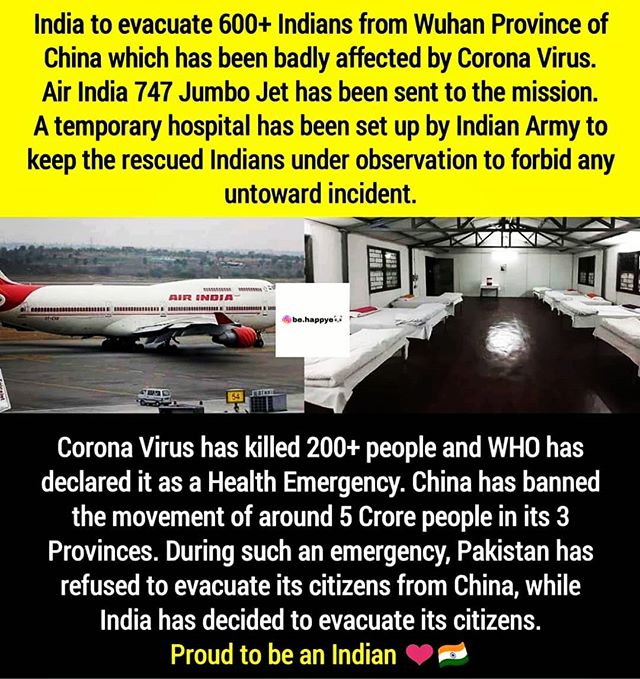 India to evacuate 600+ Indians from Wuhan Province of
China which has been badly affected by Corona Virus.
Air India 747 Jumbo Jet has been sent to the mission.
A temporary hospital has been set up by Indian Army to
keep the rescued Indians under observation to forbid any
untoward incident.
AIR INDIA
be.happye
54
Corona Virus has killed 200+ people and WHO has
declared it as a Health Emergency. China has banned
the movement of around 5 Crore people in its 3
Provinces. During such an emergency, Pakistan has
refused to evacuate its citizens from China, while
India has decided to evacuate its citizens.
Proud to be an Indian ❤️🇮🇳